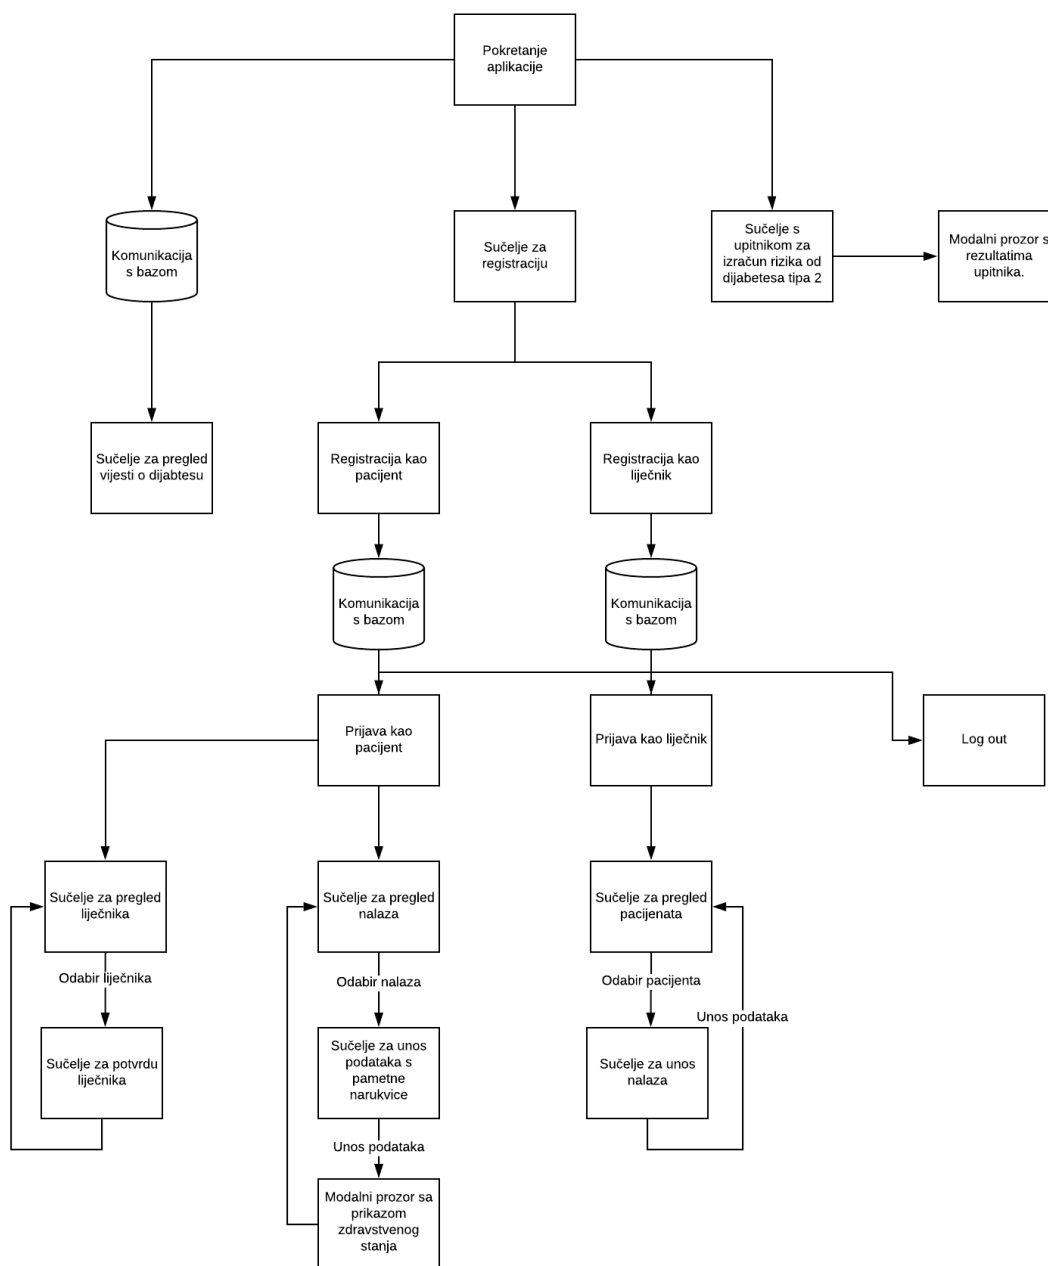 Pokretanje
aplikacije
Komunikacija
s bazom
Sučelje za
registraciju
Sučelje s
upitnikom za
izračun rizika od
dijabetesa tipa 2
Modalni prozor s
rezultatima
upitnika.
Sučelje za pregled
vijesti o dijabtesu
Registracija kao
pacijent
Registracija kao
liječnik
Komunikacija
s bazom
Komunikacija
s bazom
Prijava kao
pacijent
Prijava kao liječnik
Log out
Sučelje za pregled
liječnika
Sučelje za pregled
nalaza
Sučelje za pregled
pacijenata
Odabir liječnika
Odabir nalaza
Odabir pacijenta
Unos podataka
Sučelje za potvrdu
liječnika
Sučelje za unos
podataka s
pametne
narukvice
Sučelje za unos
nalaza
Unos podataka
Modalni prozor sa
prikazom
zdravstvenog
stanja